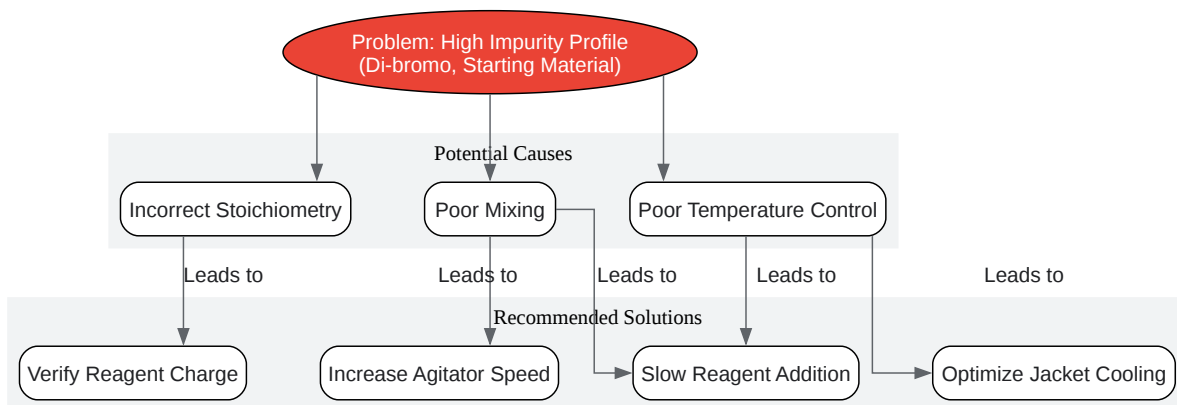 Problem: High Impurity Profile
(Di-bromo, Starting Material)
Potential Causes
Incorrect Stoichiometry
Poor Mixing
Poor Temperature Control
Leads to
Leads to
Leads to
Leads to
Leads to
Recommended Solutions
Verify Reagent Charge
Increase Agitator Speed
Slow Reagent Addition
Optimize Jacket Cooling